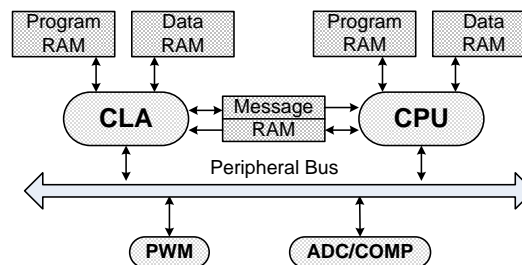 Program
RAM
Data
RAM
Program
RAM
Data
RAM
CLA
Message
RAM
CPU
Peripheral Bus
PWM
ADC/COMP